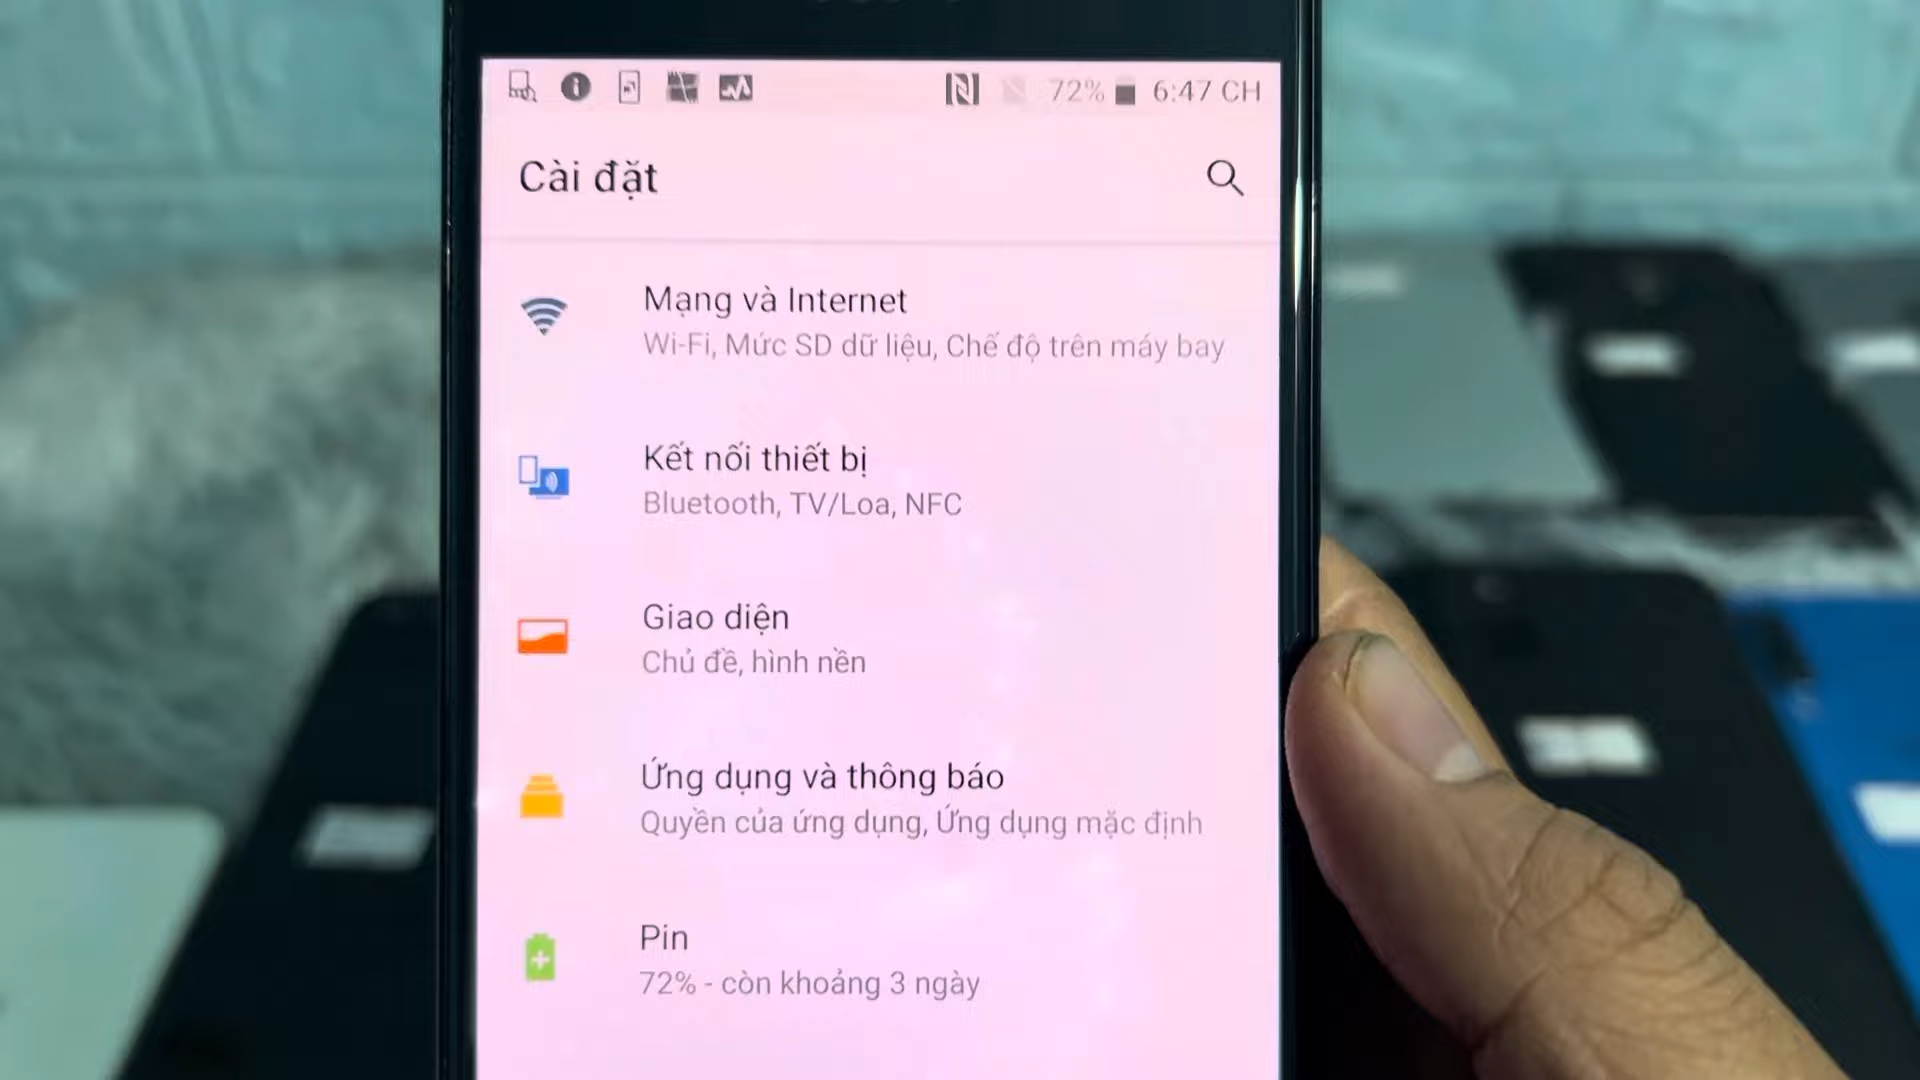 72% 6:47 CH
Cài đặt
Mạng và Internet
Wi-Fi, Mức SD dữ liệu, Chế độ trên máy bay
Kết nối thiết bị
Bluetooth, TV/Loa, NFC
Giao diện
Chủ đề, hình nền
Ứng dụng và thông báo
Quyền của ứng dụng, Ứng dụng mặc định
Pin
72% - còn khoảng 3 ngày